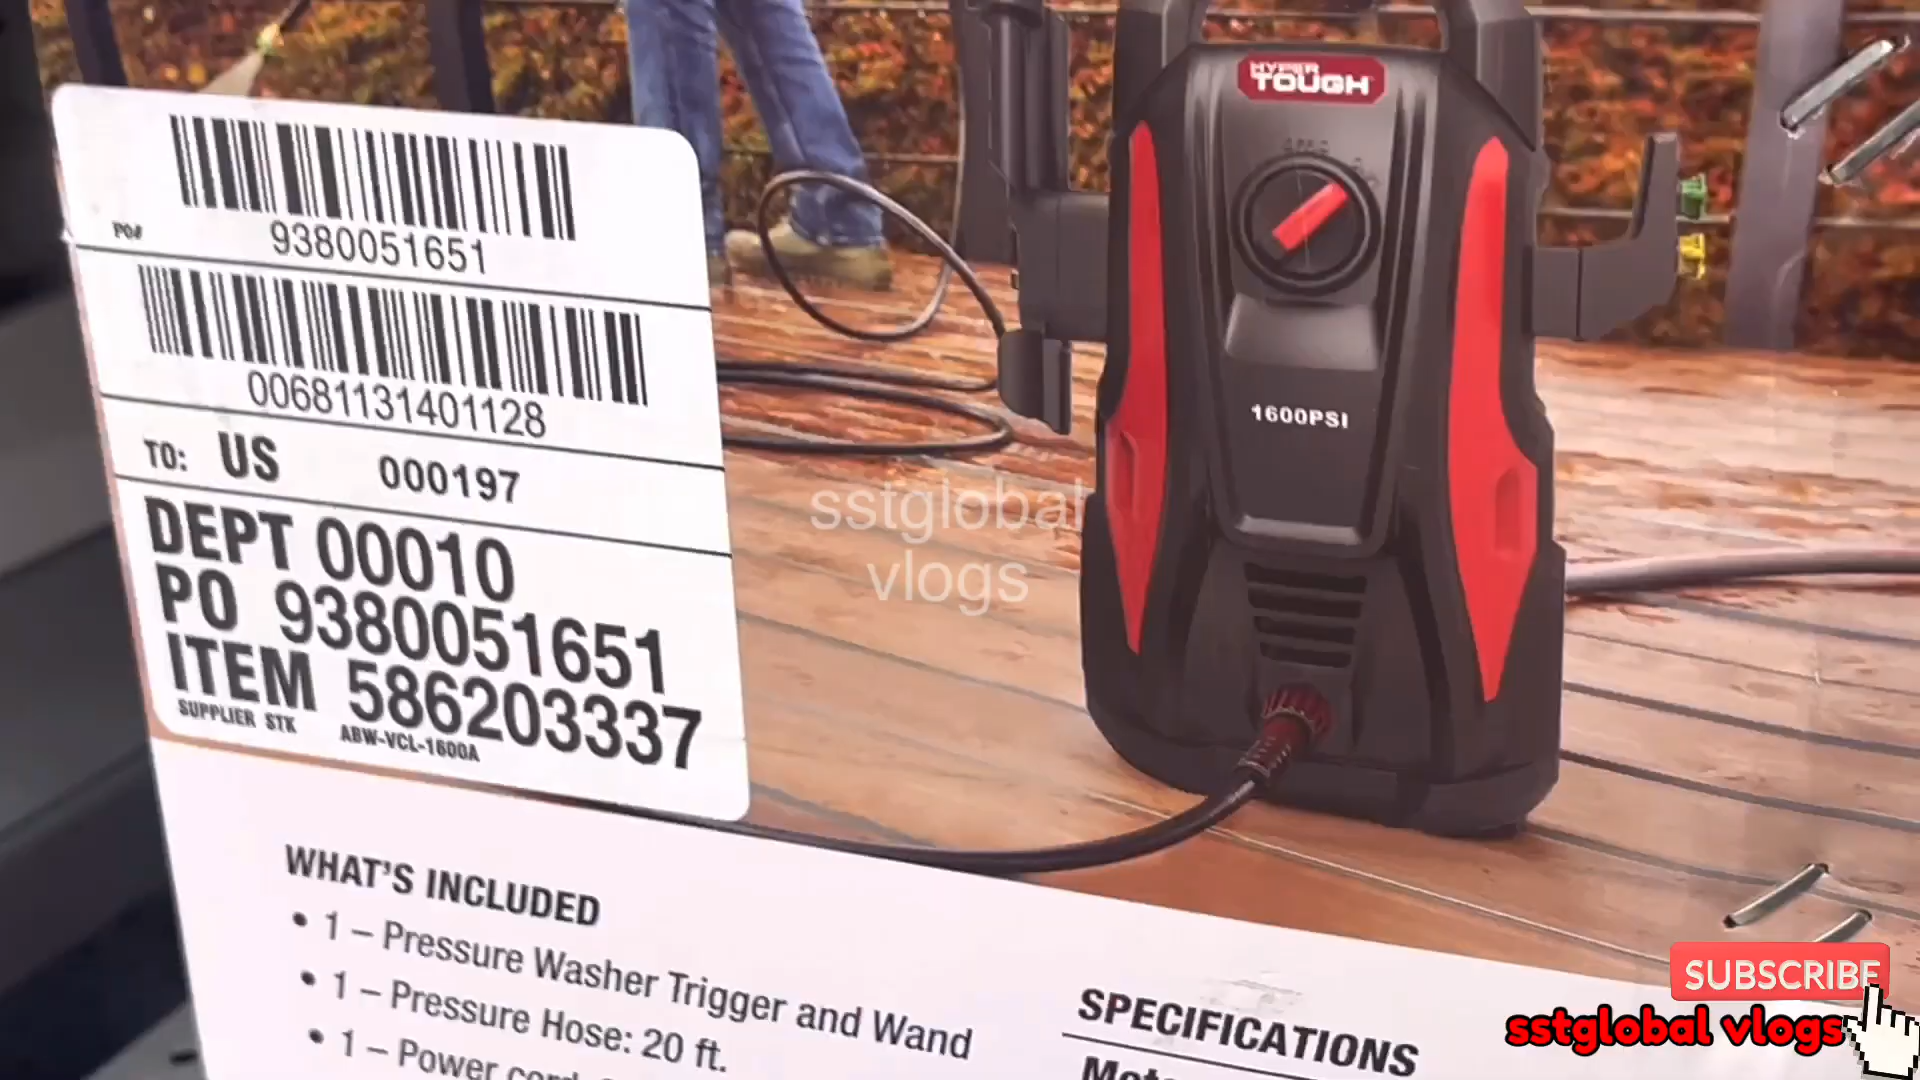 HYPER
TOUGH
1600PSI
PO#
9380051651
00681131401128
TO: US 000197
DEPT 00010
PO 9380051651
ITEM 586203337
SUPPLIER STK ABW-VCL-1600A
sstglobal
vlogs
WHAT'S INCLUDED
• 1 – Pressure Washer Trigger and Wand
• 1 – Pressure Hose: 20 ft.
• 1 – Power
SPECIFICATIONS
SUBSCRIBE
sstglobal vlogs